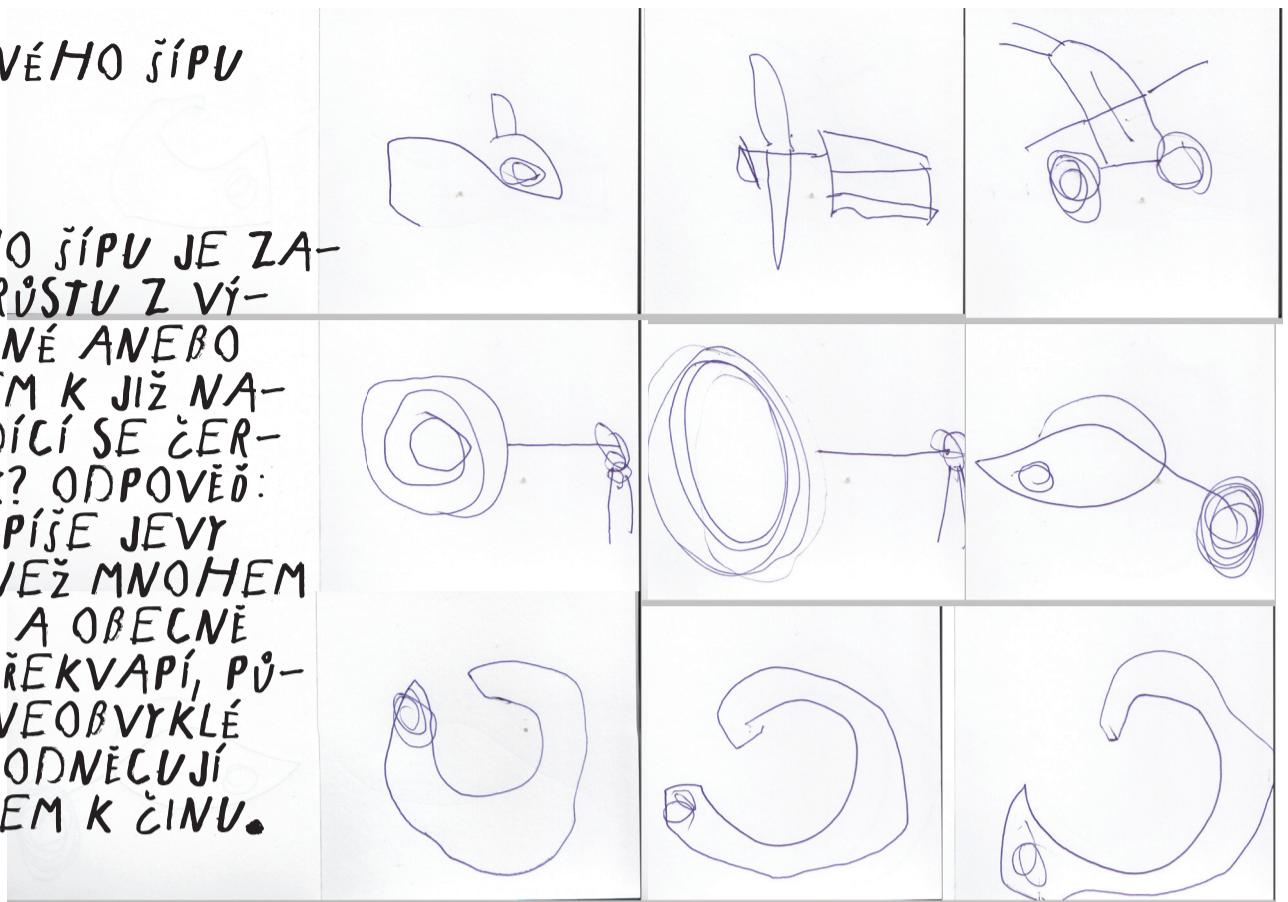 VÉHO ŠÍPU
O ŠÍPU JE ZA-
RŮSTU Z VÝ-
NÉ ANEBO
EM K JIŽ NA-
DÍCÍ SE ČER-
? ODPOVĚĎ:
PÍŠE JEVY
VEŽ MNOHEM
A OBECNĚ
ŘEKVAPÍ, PŮ-
NEOBVYKLÉ
ODNĚCUJÍ
EM K ČINU.